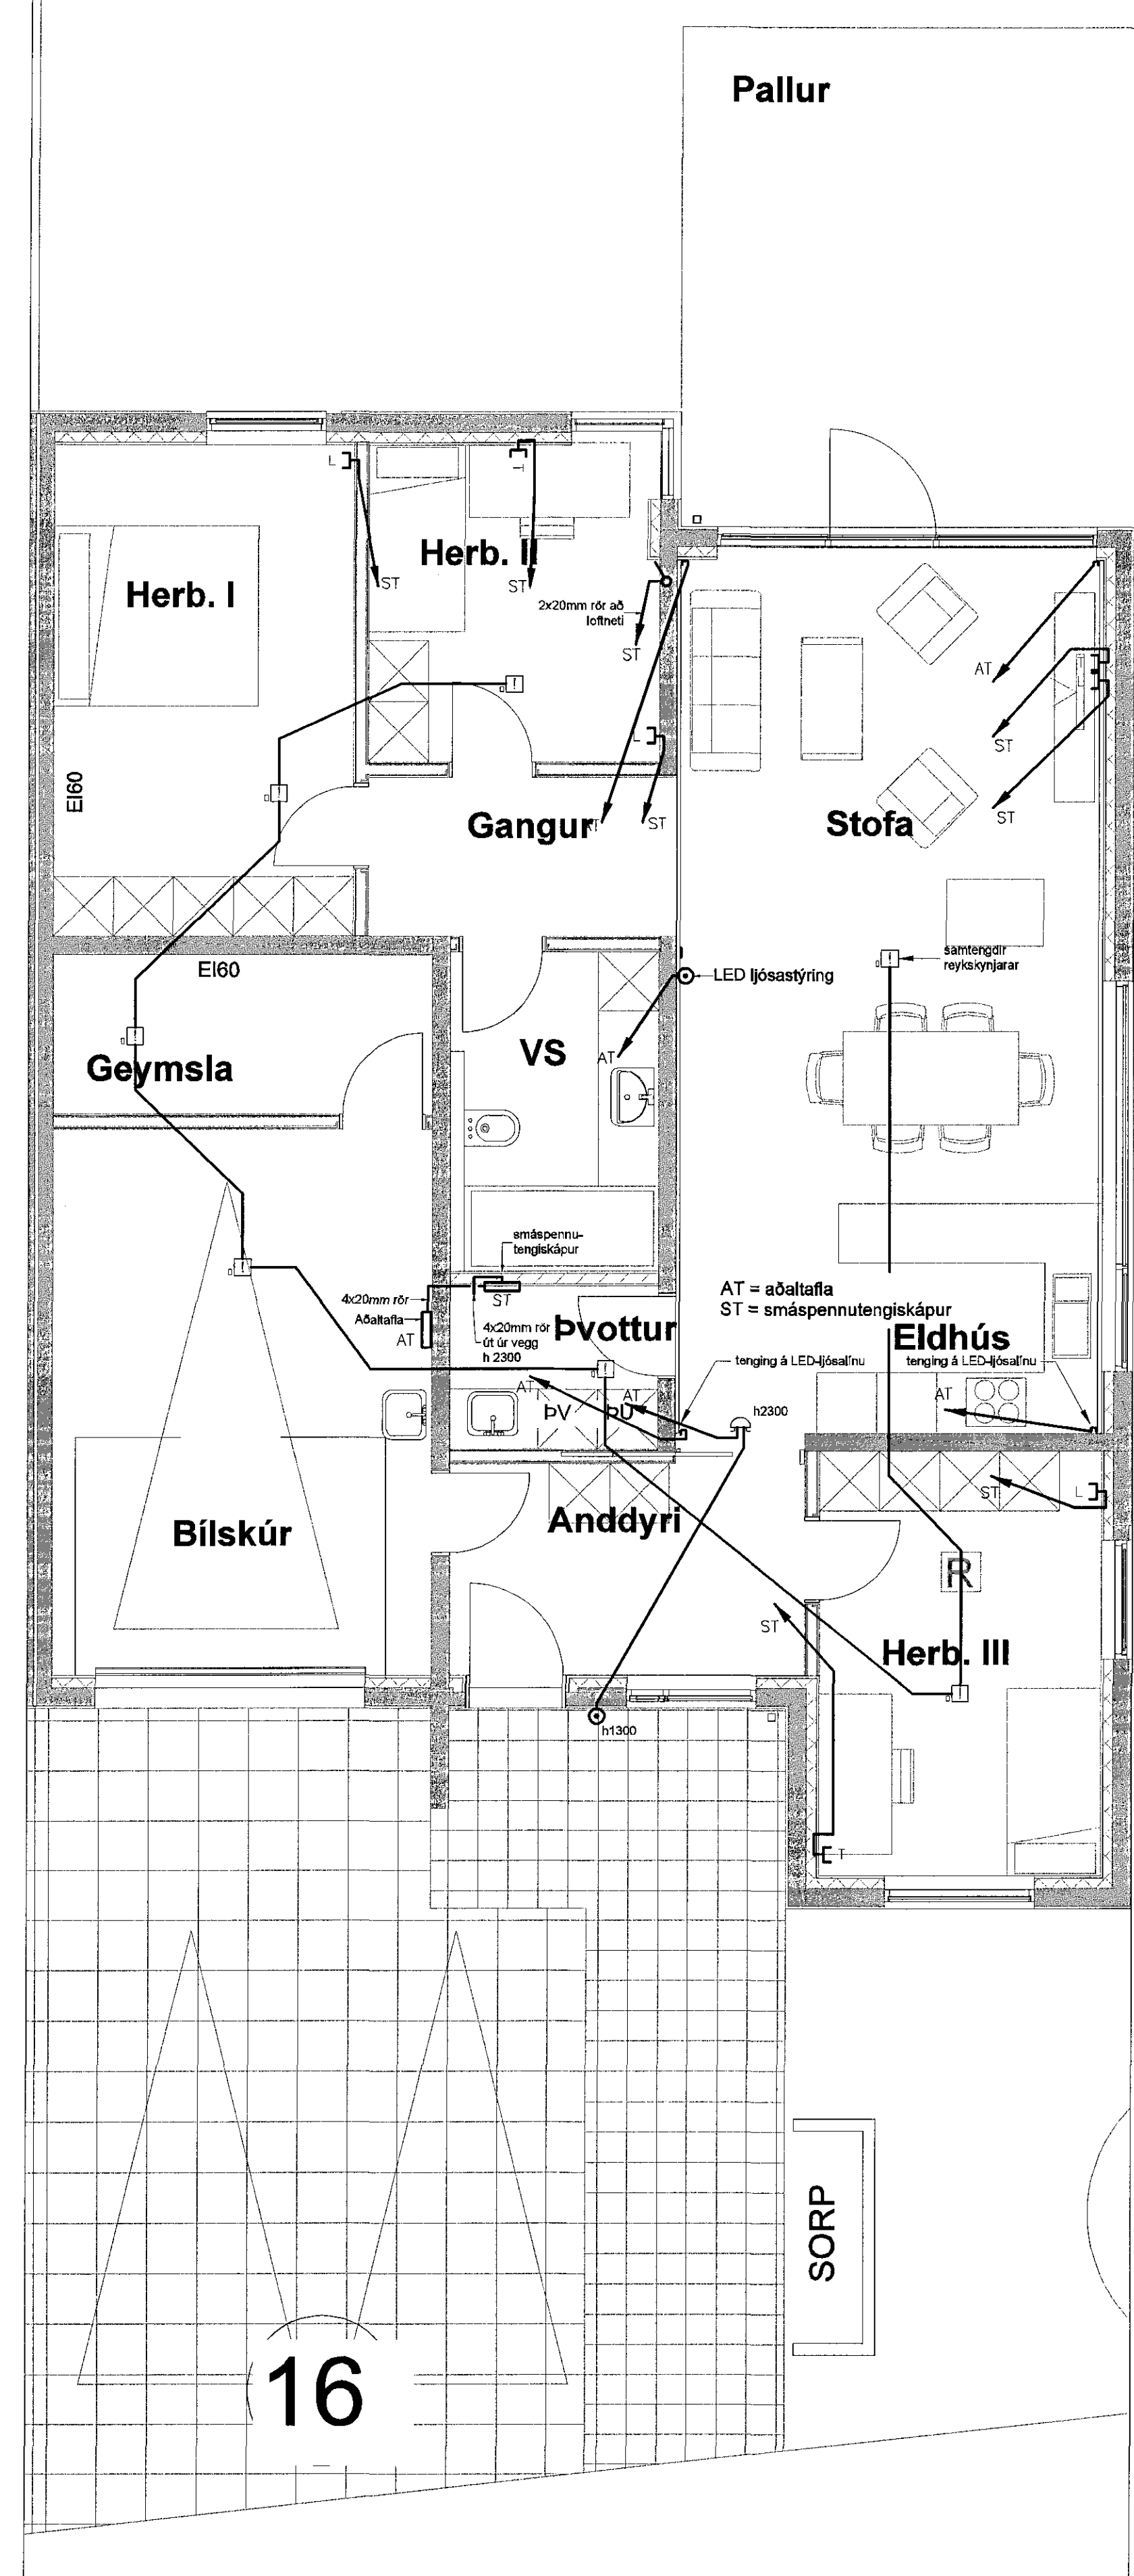 Pallur
L
T
Herb. II
ST
ST
Herb. I
2x20mm rör að
loftneti
ST
AT
L
ST
EI60
ST
Gangur
T
ST
Stofa
EI60
samtengdir
reykskynjarar
LED ljósastýring
VS
AT
Geymsla
smáspennu-
tengiskápur
AT = aðaltafla
ST = smáspennutengiskápur
4x20mm rör
ST
Aðaltafla
AT
4x20mm rör
út úr vegg
h 2300
Þvottur
Eldhús
tenging á LED-ljósalínu
tenging á LED-ljósalínu
AT
AT
AT
ÞV
ÞU
h2300
ST
L
Bílskúr
Anddyri
R
ST
Herb. III
h1300
T
SORP
16